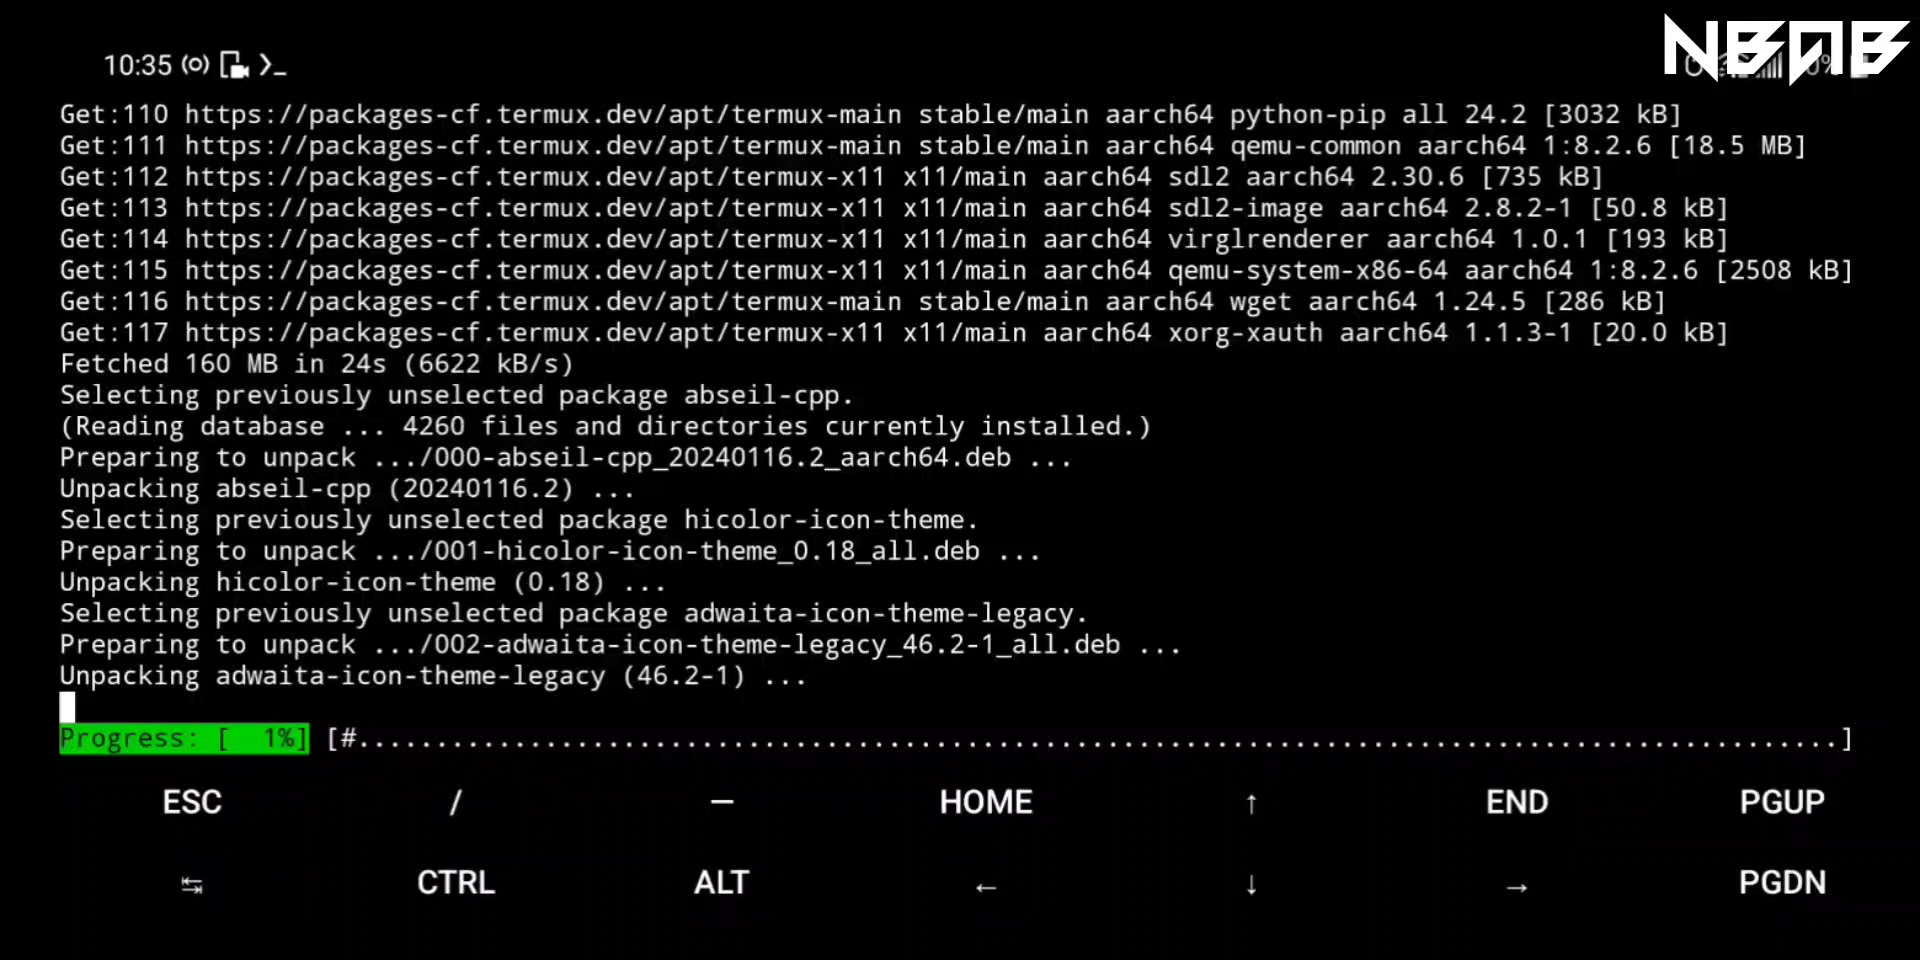 NBAB
10:35
Get:110 https://packages-cf.termux.dev/apt/termux-main stable/main aarch64 python-pip all 24.2 [3032 kB]
Get:111 https://packages-cf.termux.dev/apt/termux-main stable/main aarch64 qemu-common aarch64 1:8.2.6 [18.5 MB]
Get:112 https://packages-cf.termux.dev/apt/termux-x11 x11/main aarch64 sdl2 aarch64 2.30.6 [735 kB]
Get:113 https://packages-cf.termux.dev/apt/termux-x11 x11/main aarch64 sdl2-image aarch64 2.8.2-1 [50.8 kB]
Get:114 https://packages-cf.termux.dev/apt/termux-x11 x11/main aarch64 virglrenderer aarch64 1.0.1 [193 kB]
Get:115 https://packages-cf.termux.dev/apt/termux-x11 x11/main aarch64 qemu-system-x86-64 aarch64 1:8.2.6 [2508 kB]
Get:116 https://packages-cf.termux.dev/apt/termux-main stable/main aarch64 wget aarch64 1.24.5 [286 kB]
Get:117 https://packages-cf.termux.dev/apt/termux-x11 x11/main aarch64 xorg-xauth aarch64 1.1.3-1 [20.0 kB]
Fetched 160 MB in 24s (6622 kB/s)
Selecting previously unselected package abseil-cpp.
(Reading database ... 4260 files and directories currently installed.)
Preparing to unpack .../000-abseil-cpp_20240116.2_aarch64.deb ...
Unpacking abseil-cpp (20240116.2) ...
Selecting previously unselected package hicolor-icon-theme.
Preparing to unpack .../001-hicolor-icon-theme_0.18_all.deb ...
Unpacking hicolor-icon-theme (0.18) ...
Selecting previously unselected package adwaita-icon-theme-legacy.
Preparing to unpack .../002-adwaita-icon-theme-legacy_46.2-1_all.deb ...
Unpacking adwaita-icon-theme-legacy (46.2-1) ...
Progress: [  1%] [#...............................................................................................]
ESC / — HOME ↑ END PGUP
⇆ CTRL ALT ← ↓ → PGDN